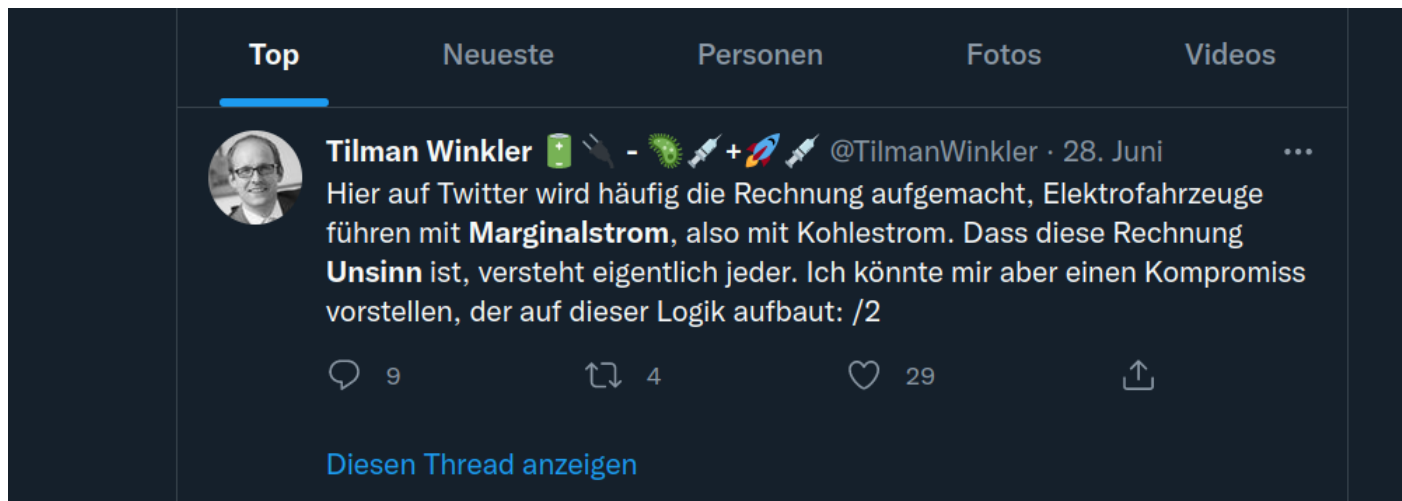 Top Neueste Personen Fotos Videos
Tilman Winkler 🔋🔌 - 🦠💉+🚀💉 @TilmanWinkler · 28. Juni
Hier auf Twitter wird häufig die Rechnung aufgemacht, Elektrofahrzeuge
führen mit Marginalstrom, also mit Kohlestrom. Dass diese Rechnung
Unsinn ist, versteht eigentlich jeder. Ich könnte mir aber einen Kompromiss
vorstellen, der auf dieser Logik aufbaut: /2
9 4 29
Diesen Thread anzeigen